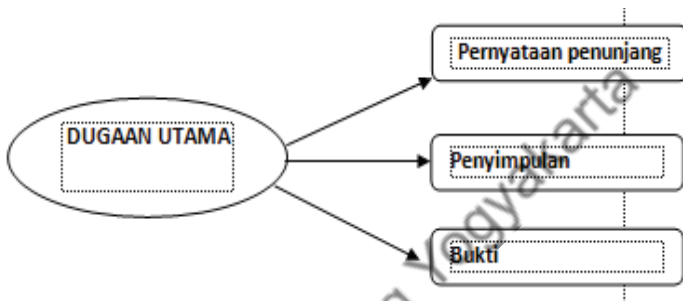 Pernyataan penunjang
DUGAAN UTAMA
Penyimpulan
Bukti
Yogyakarta